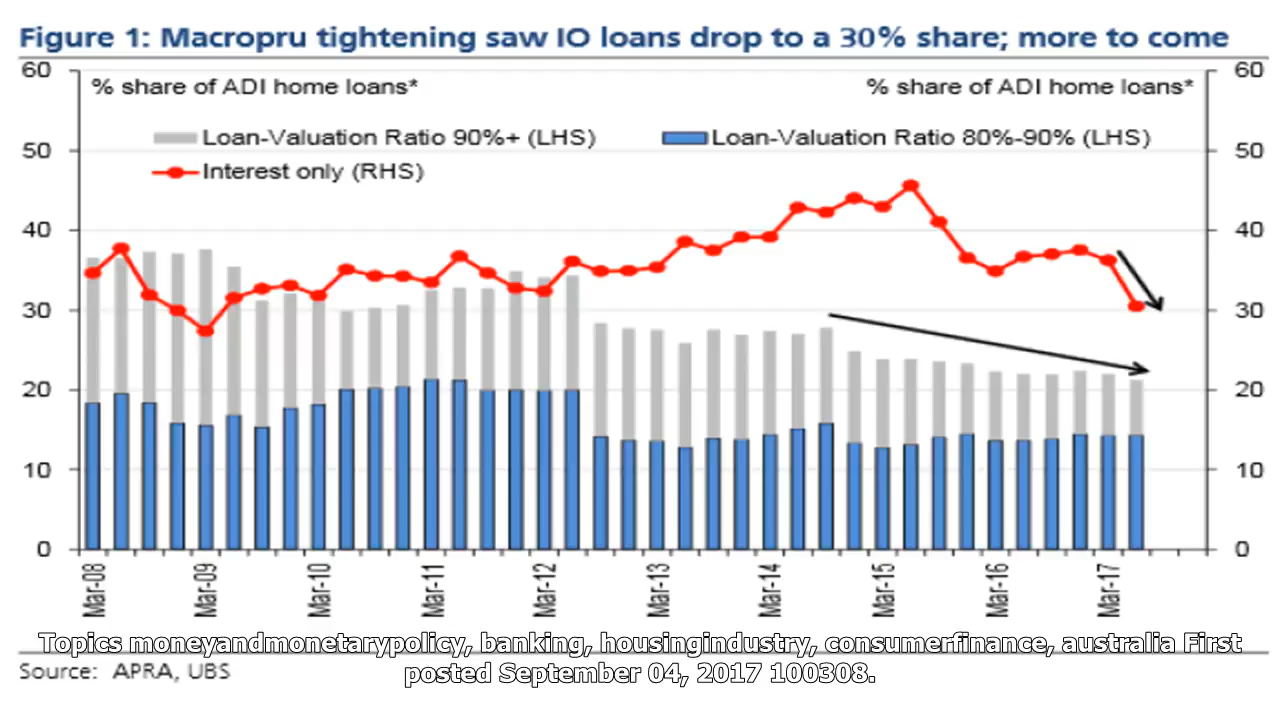 Figure 1: Macropru tightening saw IO loans drop to a 30% share; more to come
60 60
% share of ADI home loans* % share of ADI home loans*
Loan-Valuation Ratio 90%+ (LHS) Loan-Valuation Ratio 80%-90% (LHS)
50 50
Interest only (RHS)
40 40
30 30
20 20
10 10
0 0
Mar-08 Mar-09 Mar-10 Mar-11 Mar-12 Mar-13 Mar-14 Mar-15 Mar-16 Mar-17
Topics moneyandmonetarypolicy, banking, housingindustry, consumerfinance, australia First
posted September 04, 2017 100308.
Source: APRA, UBS